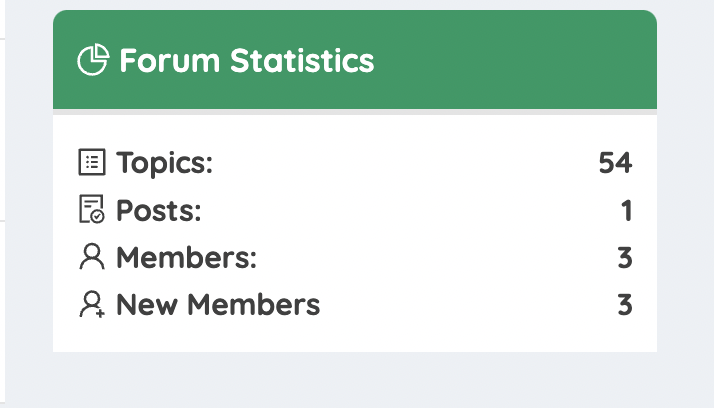 Forum Statistics
Topics: 54
Posts: 1
Members: 3
New Members 3